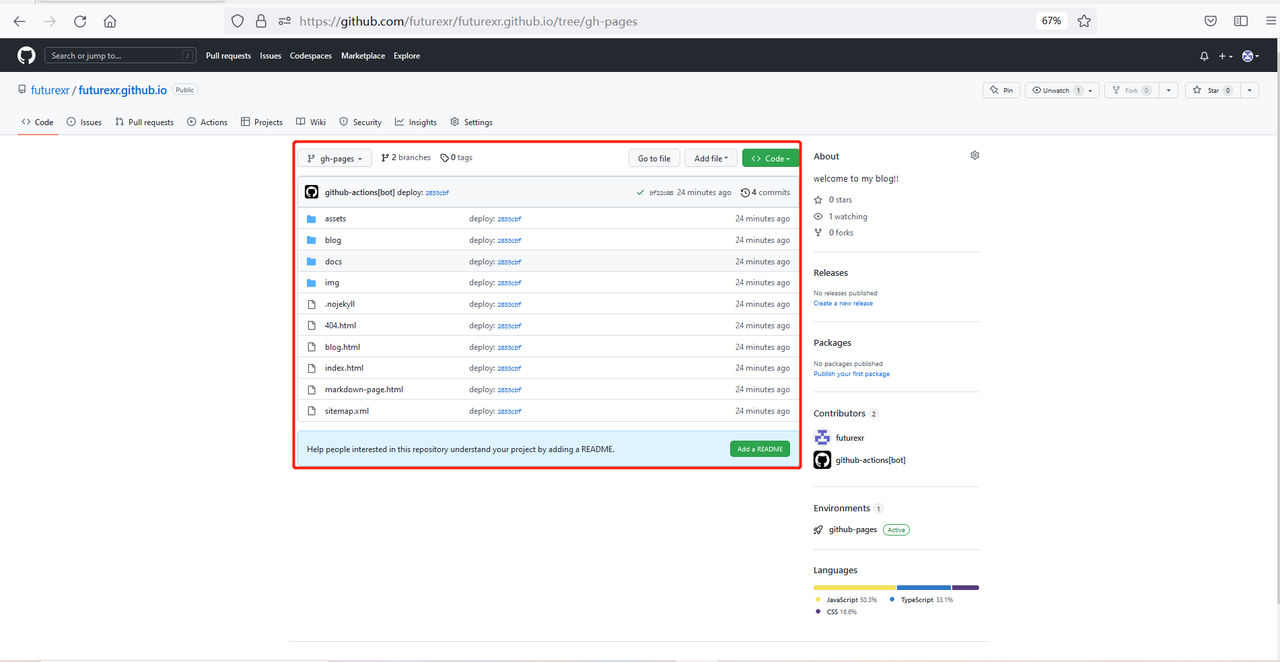 https://github.com/futurexr/futurexr.github.io/tree/gh-pages
67%
Search or jump to...
/
Pull requests
Issues
Codespaces
Marketplace
Explore
futurexr / futurexr.github.io
Public
Pin
Unwatch 1
Fork 0
Star 0
Code
Issues
Pull requests
Actions
Projects
Wiki
Security
Insights
Settings
gh-pages
2 branches
0 tags
Go to file
Add file
Code
github-actions[bot] deploy: 2833cbf
bf22c08 24 minutes ago
4 commits
assets deploy: 2833cbf 24 minutes ago
blog deploy: 2833cbf 24 minutes ago
docs deploy: 2833cbf 24 minutes ago
img deploy: 2833cbf 24 minutes ago
.nojekyll deploy: 2833cbf 24 minutes ago
404.html deploy: 2833cbf 24 minutes ago
blog.html deploy: 2833cbf 24 minutes ago
index.html deploy: 2833cbf 24 minutes ago
markdown-page.html deploy: 2833cbf 24 minutes ago
sitemap.xml deploy: 2833cbf 24 minutes ago
Help people interested in this repository understand your project by adding a README.
Add a README
About
welcome to my blog!!
0 stars
1 watching
0 forks
Releases
No releases published
Create a new release
Packages
No packages published
Publish your first package
Contributors 2
futurexr
github-actions[bot]
Environments 1
github-pages Active
Languages
JavaScript 50.3%
TypeScript 33.1%
CSS 16.6%